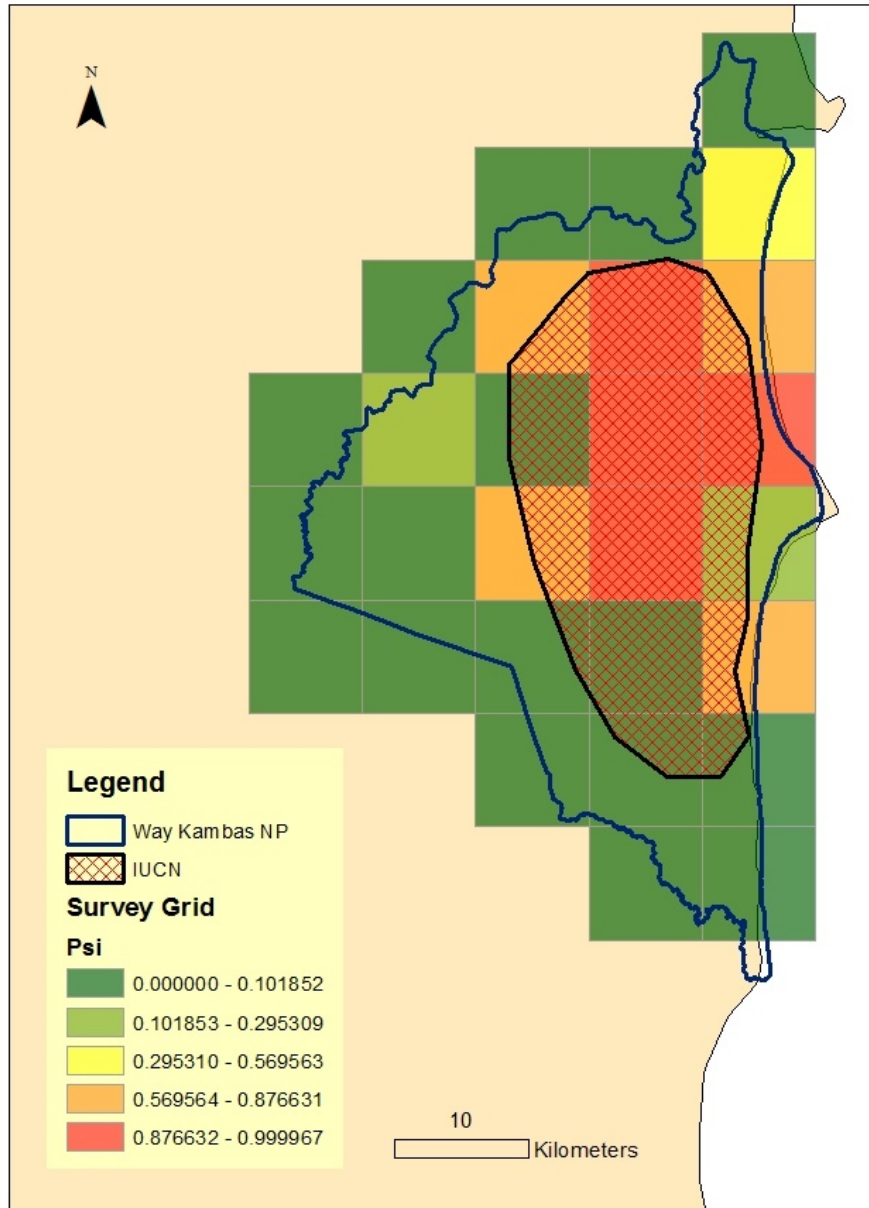 N
Legend
Way Kambas NP
IUCN
Survey Grid
Psi
0.000000 - 0.101852
0.101853 - 0.295309
0.295310 - 0.569563
0.569564 - 0.876631
0.876632 - 0.999967
10
Kilometers